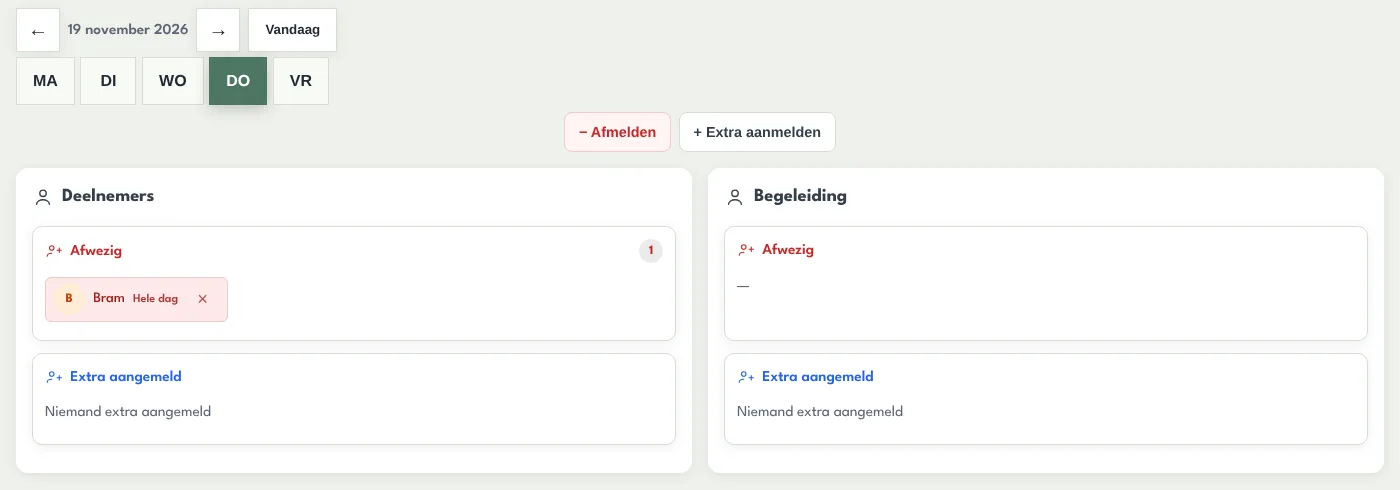 ← 19 november 2026 → Vandaag
MA DI WO DO VR
– Afmelden + Extra aanmelden
Deelnemers
Afwezig 1
B Bram Hele dag ×
Extra aangemeld
Niemand extra aangemeld
Begeleiding
Afwezig
—
Extra aangemeld
Niemand extra aangemeld